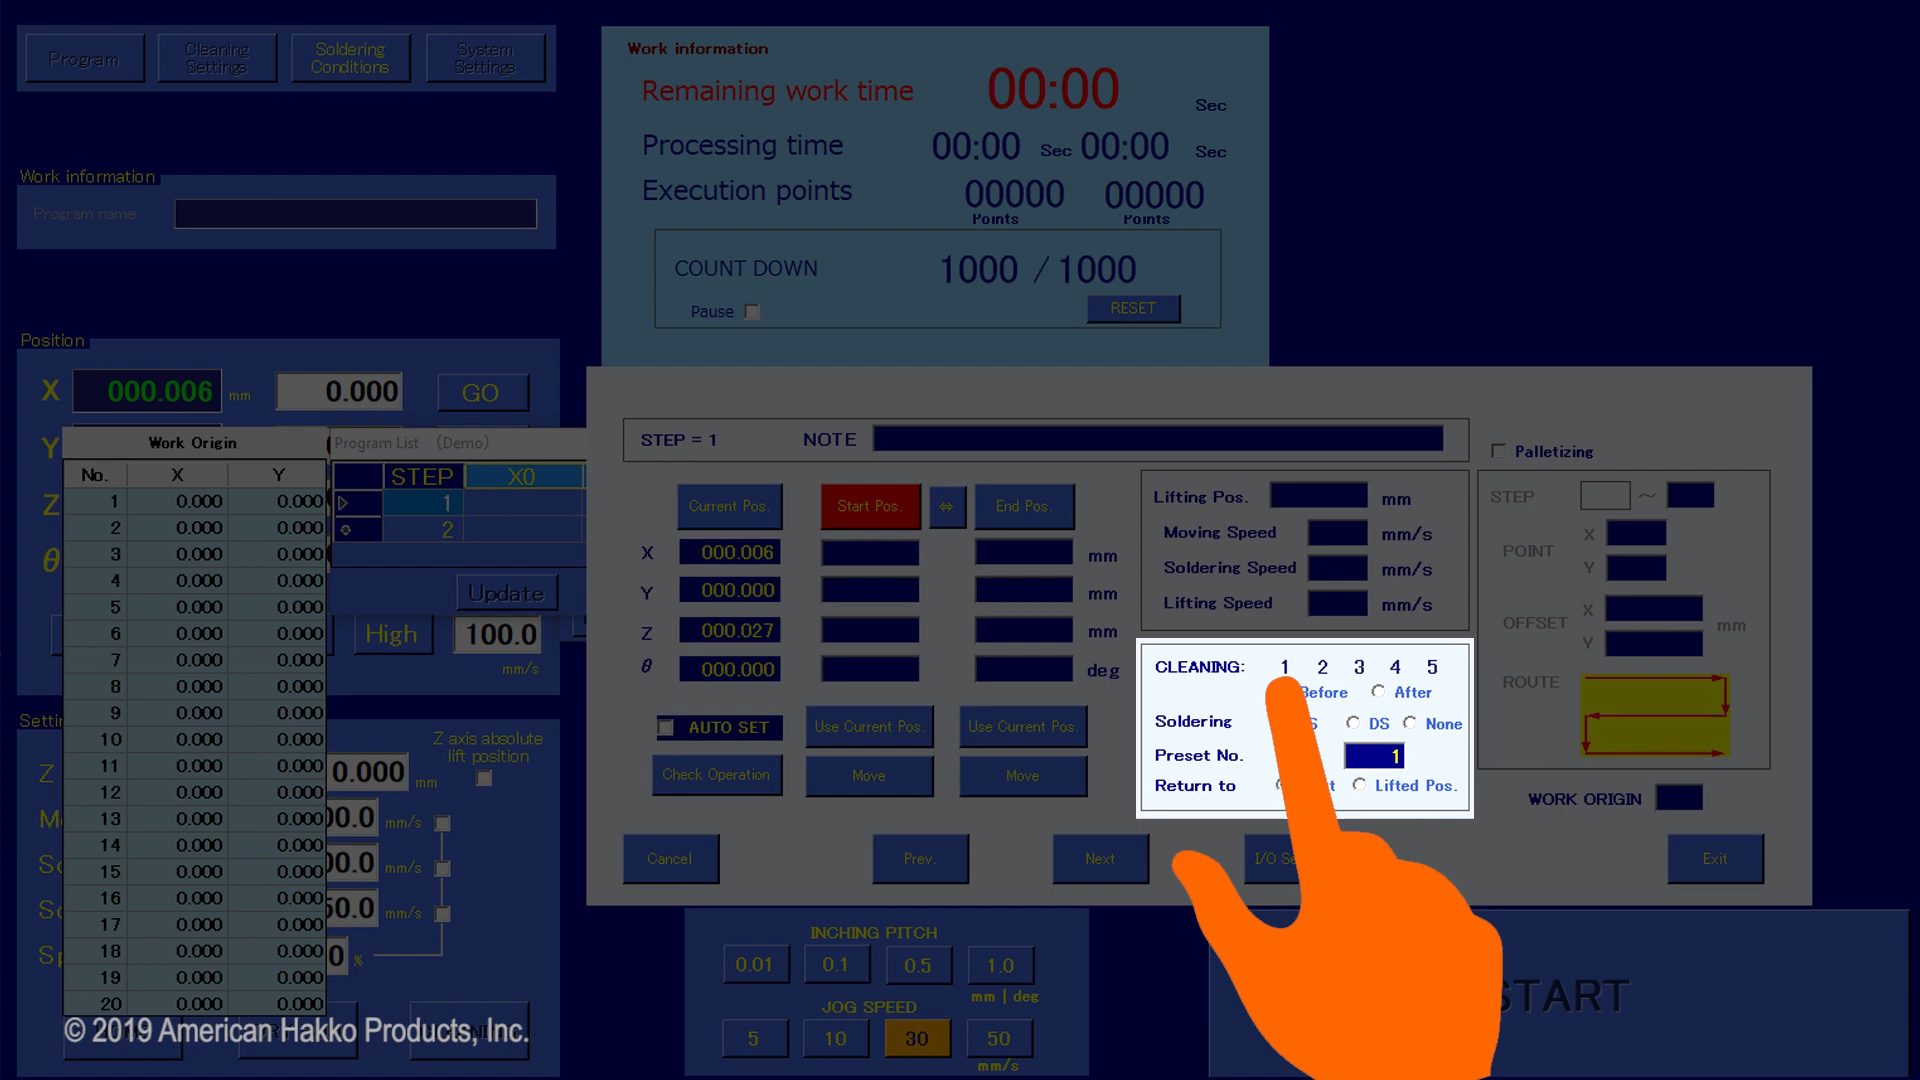 Program
Cleaning
Settings
Soldering
Conditions
System
Settings
Work information
Program name
Position
X 000.006 mm 0.000 GO
Y
Z
θ
Work Origin
No. X Y
1 0.000 0.000
2 0.000 0.000
3 0.000 0.000
4 0.000 0.000
5 0.000 0.000
6 0.000 0.000
7 0.000 0.000
8 0.000 0.000
9 0.000 0.000
10 0.000 0.000
11 0.000 0.000
12 0.000 0.000
13 0.000 0.000
14 0.000 0.000
15 0.000 0.000
16 0.000 0.000
17 0.000 0.000
18 0.000 0.000
19 0.000 0.000
20 0.000 0.000
Program List (Demo)
STEP X0
1
2
Update
High 100.0
mm/s
Z axis absolute
lift position
Z 0.000 mm
00.0 mm/s
00.0 mm/s
50.0 mm/s
0 %
© 2019 American Hakko Products, Inc.
Work information
Remaining work time 00:00 Sec
Processing time 00:00 Sec 00:00 Sec
Execution points 00000 00000
Points Points
COUNT DOWN 1000 / 1000
Pause RESET
STEP = 1 NOTE
Current Pos. Start Pos. ⇔ End Pos.
X 000.006 mm
Y 000.000 mm
Z 000.027 mm
θ 000.000 deg
AUTO SET Use Current Pos. Use Current Pos.
Check Operation Move Move
Lifting Pos. mm
Moving Speed mm/s
Soldering Speed mm/s
Lifting Speed mm/s
CLEANING: 1 2 3 4 5
Before After
Soldering S DS None
Preset No. 1
Return to Lifted Pos.
Palletizing
STEP ~
POINT X
Y
OFFSET X
Y mm
ROUTE
WORK ORIGIN
Cancel Prev. Next I/O Exit
INCHING PITCH
0.01 0.1 0.5 1.0
mm | deg
JOG SPEED
5 10 30 50
mm/s
START